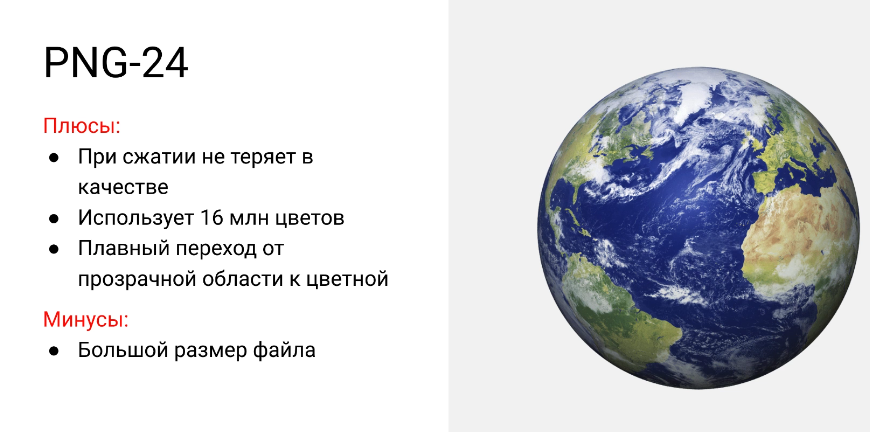 PNG-24
Плюсы:
● При сжатии не теряет в
качестве
● Использует 16 млн цветов
● Плавный переход от
прозрачной области к цветной
Минусы:
● Большой размер файла